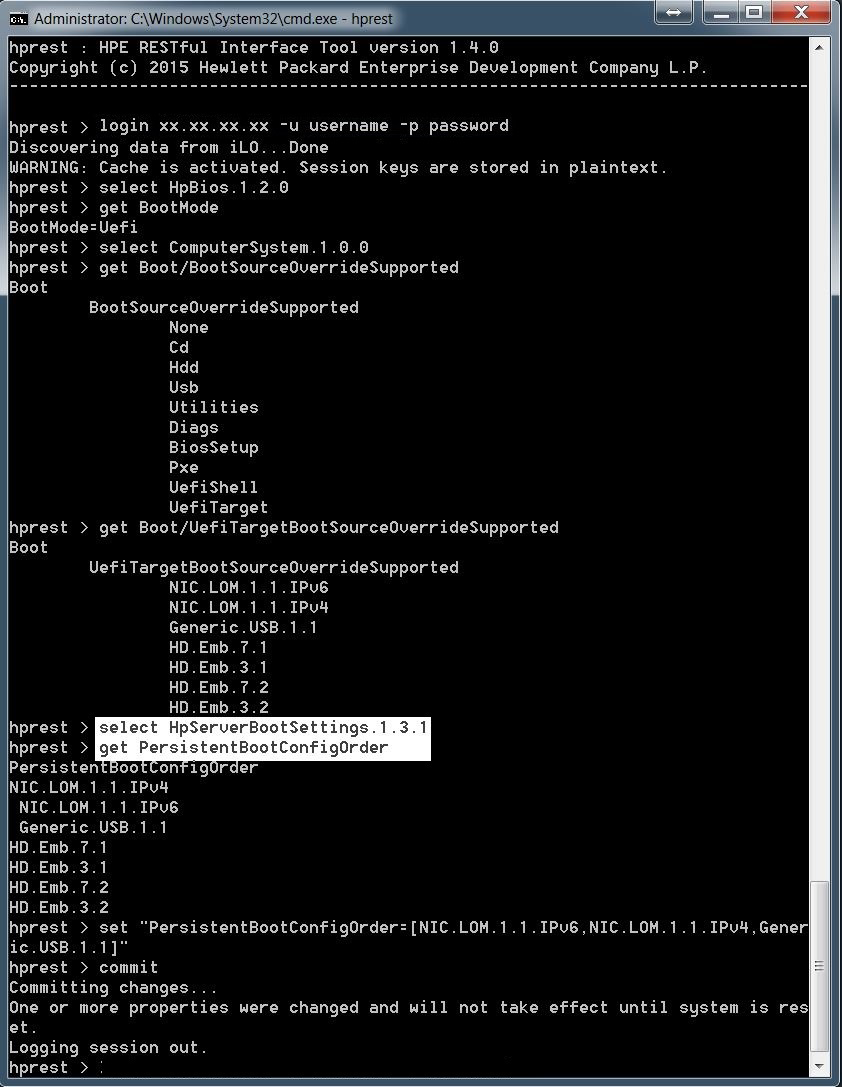 Administrator: C:\Windows\System32\cmd.exe - hprest
hprest : HPE RESTful Interface Tool version 1.4.0
Copyright (c) 2015 Hewlett Packard Enterprise Development Company L.P.
--------------------------------------------------------------------------------
hprest > login xx.xx.xx.xx -u username -p password
Discovering data from iLO...Done
WARNING: Cache is activated. Session keys are stored in plaintext.
hprest > select HpBios.1.2.0
hprest > get BootMode
BootMode=Uefi
hprest > select ComputerSystem.1.0.0
hprest > get Boot/BootSourceOverrideSupported
Boot
BootSourceOverrideSupported
None
Cd
Hdd
Usb
Utilities
Diags
BiosSetup
Pxe
UefiShell
UefiTarget
hprest > get Boot/UefiTargetBootSourceOverrideSupported
Boot
UefiTargetBootSourceOverrideSupported
NIC.LOM.1.1.IPv6
NIC.LOM.1.1.IPv4
Generic.USB.1.1
HD.Emb.7.1
HD.Emb.3.1
HD.Emb.7.2
HD.Emb.3.2
hprest > select HpServerBootSettings.1.3.1
hprest > get PersistentBootConfigOrder
PersistentBootConfigOrder
NIC.LOM.1.1.IPv4
NIC.LOM.1.1.IPv6
Generic.USB.1.1
HD.Emb.7.1
HD.Emb.3.1
HD.Emb.7.2
HD.Emb.3.2
hprest > set "PersistentBootConfigOrder=[NIC.LOM.1.1.IPv6,NIC.LOM.1.1.IPv4,Gener
ic.USB.1.1]"
hprest > commit
Committing changes...
One or more properties were changed and will not take effect until system is res
et.
Logging session out.
hprest >